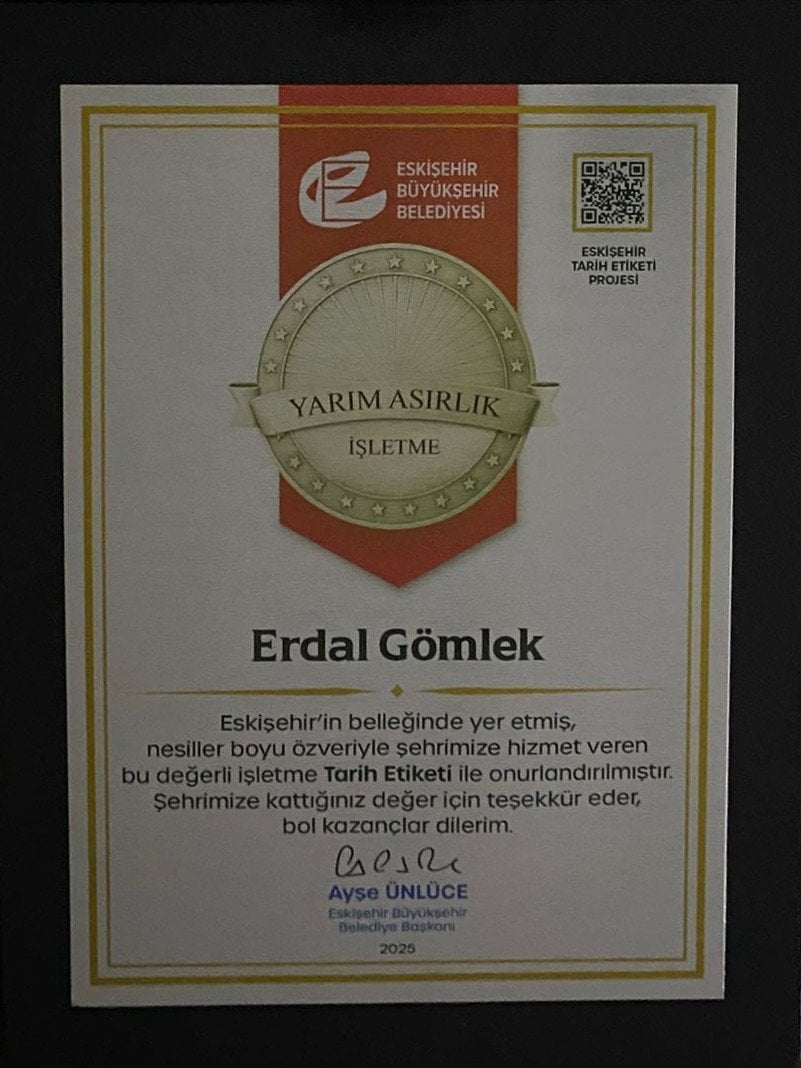 ESKİŞEHİR
BÜYÜKŞEHİR
BELEDİYESİ
ESKİŞEHİR
TARİH ETİKETİ
PROJESİ
YARIM ASIRLIK
İŞLETME
Erdal Gömlek
Eskişehir’in belleğinde yer etmiş,
nesiller boyu özveriyle şehrimize hizmet veren
bu değerli işletme Tarih Etiketi ile onurlandırılmıştır.
Şehrimize kattığınız değer için teşekkür eder,
bol kazançlar dilerim.
Ayşe ÜNLÜCE
Eskişehir Büyükşehir
Belediye Başkanı
2025